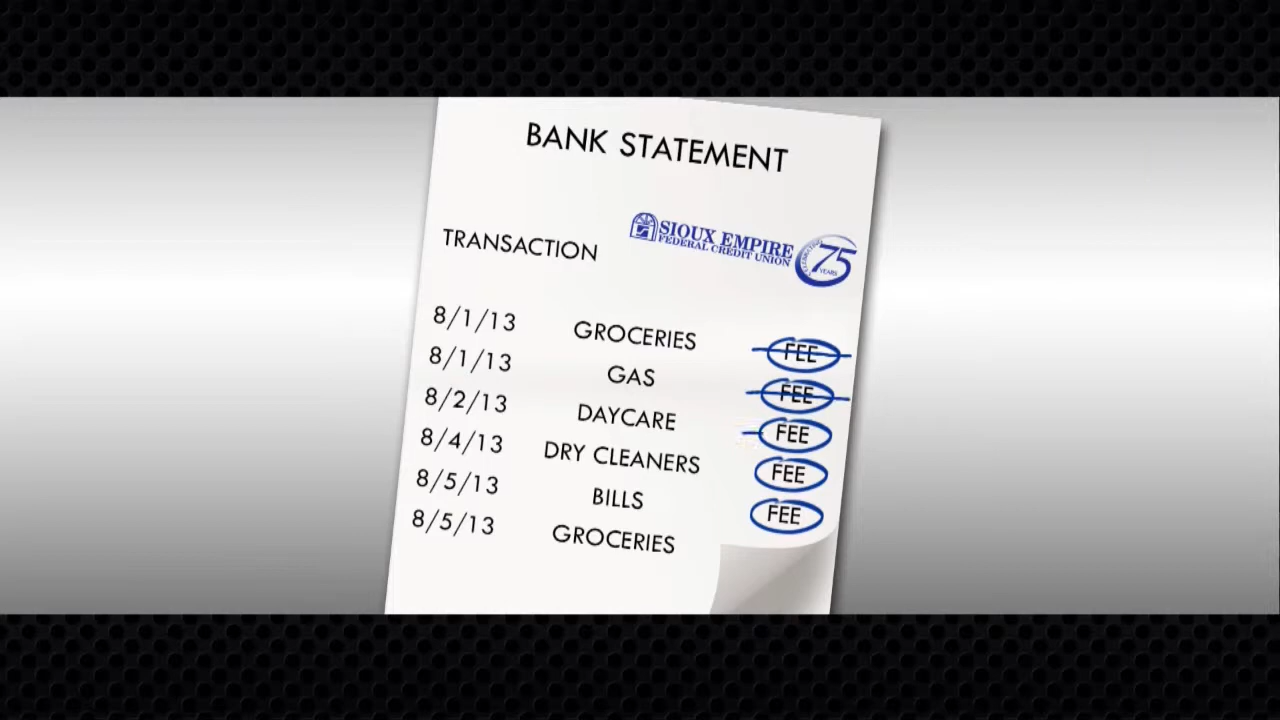 BANK STATEMENT
SIOUX EMPIRE
FEDERAL CREDIT UNION
CELEBRATING
75
YEARS
TRANSACTION
8/1/13 GROCERIES FEE
8/1/13 GAS FEE
8/2/13 DAYCARE FEE
8/4/13 DRY CLEANERS FEE
8/5/13 BILLS FEE
8/5/13 GROCERIES